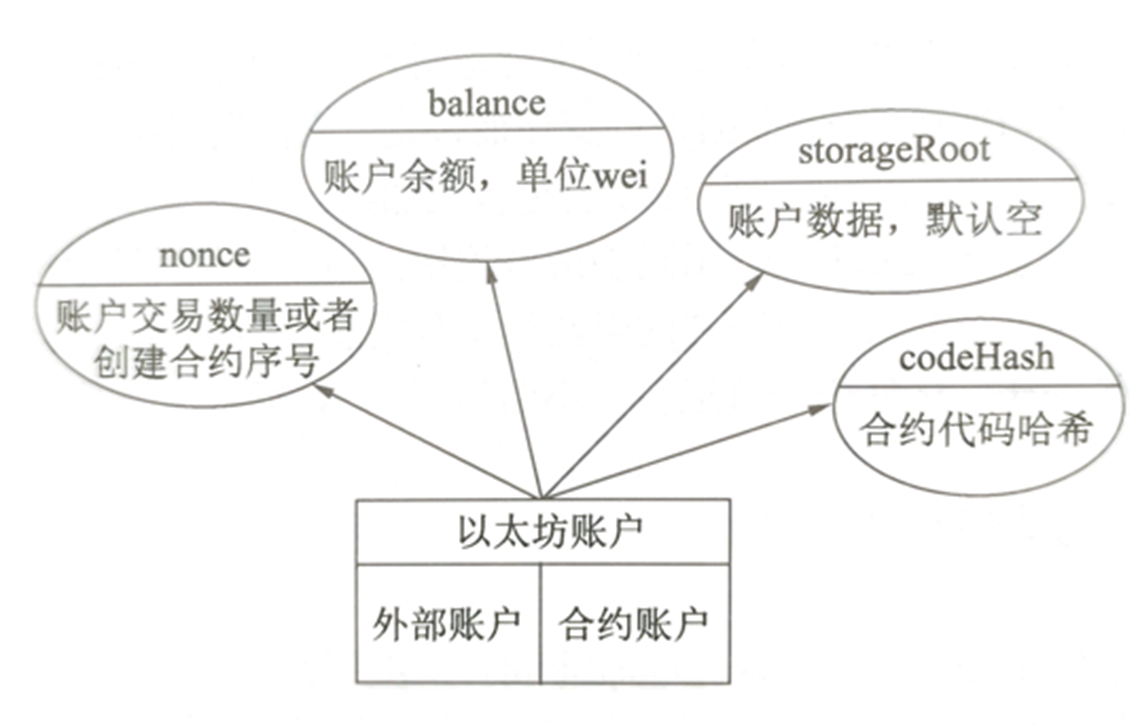 balance
账户余额，单位wei
storageRoot
账户数据，默认空
nonce
账户交易数量或者
创建合约序号
codeHash
合约代码哈希
以太坊账户
外部账户
合约账户